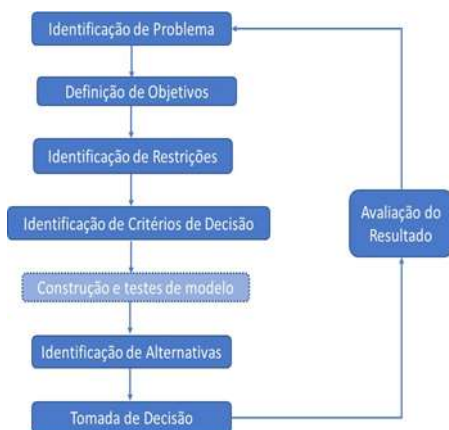 Identificação de Problema
Definição de Objetivos
Identificação de Restrições
Identificação de Critérios de Decisão
Construção e testes de modelo
Identificação de Alternativas
Tomada de Decisão
Avaliação do
Resultado